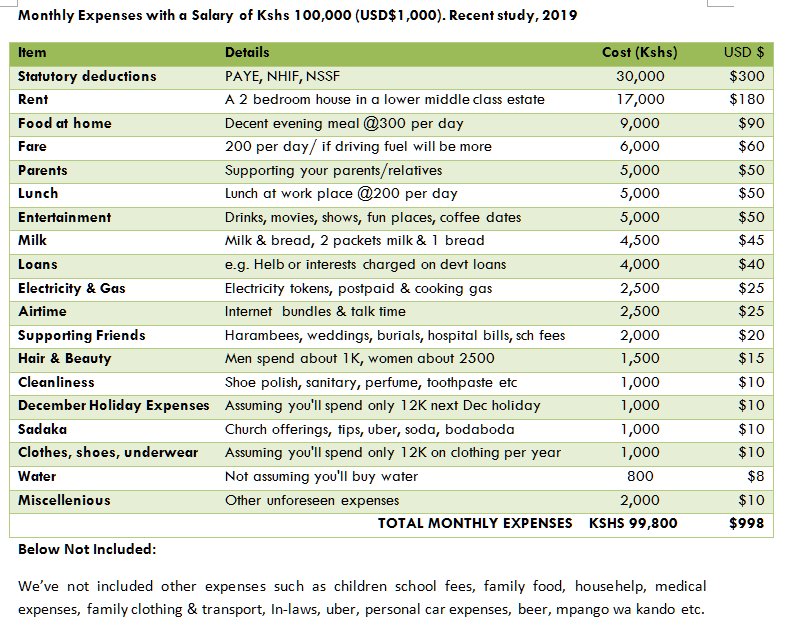 Monthly Expenses with a Salary of Kshs 100,000 (USD$1,000). Recent study, 2019
Item Details Cost (Kshs) USD $
Statutory deductions PAYE, NHIF, NSSF 30,000 $300
Rent A 2 bedroom house in a lower middle class estate 17,000 $180
Food at home Decent evening meal @300 per day 9,000 $90
Fare 200 per day/ if driving fuel will be more 6,000 $60
Parents Supporting your parents/relatives 5,000 $50
Lunch Lunch at work place @200 per day 5,000 $50
Entertainment Drinks, movies, shows, fun places, coffee dates 5,000 $50
Milk Milk & bread, 2 packets milk & 1 bread 4,500 $45
Loans e.g. Helb or interests charged on devt loans 4,000 $40
Electricity & Gas Electricity tokens, postpaid & cooking gas 2,500 $25
Airtime Internet bundles & talk time 2,500 $25
Supporting Friends Harambees, weddings, burials, hospital bills, sch fees 2,000 $20
Hair & Beauty Men spend about 1K, women about 2500 1,500 $15
Cleanliness Shoe polish, sanitary, perfume, toothpaste etc 1,000 $10
December Holiday Expenses Assuming you'll spend only 12K next Dec holiday 1,000 $10
Sadaka Church offerings, tips, uber, soda, bodaboda 1,000 $10
Clothes, shoes, underwear Assuming you'll spend only 12K on clothing per year 1,000 $10
Water Not assuming you'll buy water 800 $8
Miscellenious Other unforeseen expenses 2,000 $10
TOTAL MONTHLY EXPENSES KSHS 99,800 $998
Below Not Included:
We've not included other expenses such as children school fees, family food, househelp, medical
expenses, family clothing & transport, In-laws, uber, personal car expenses, beer, mpango wa kando etc.